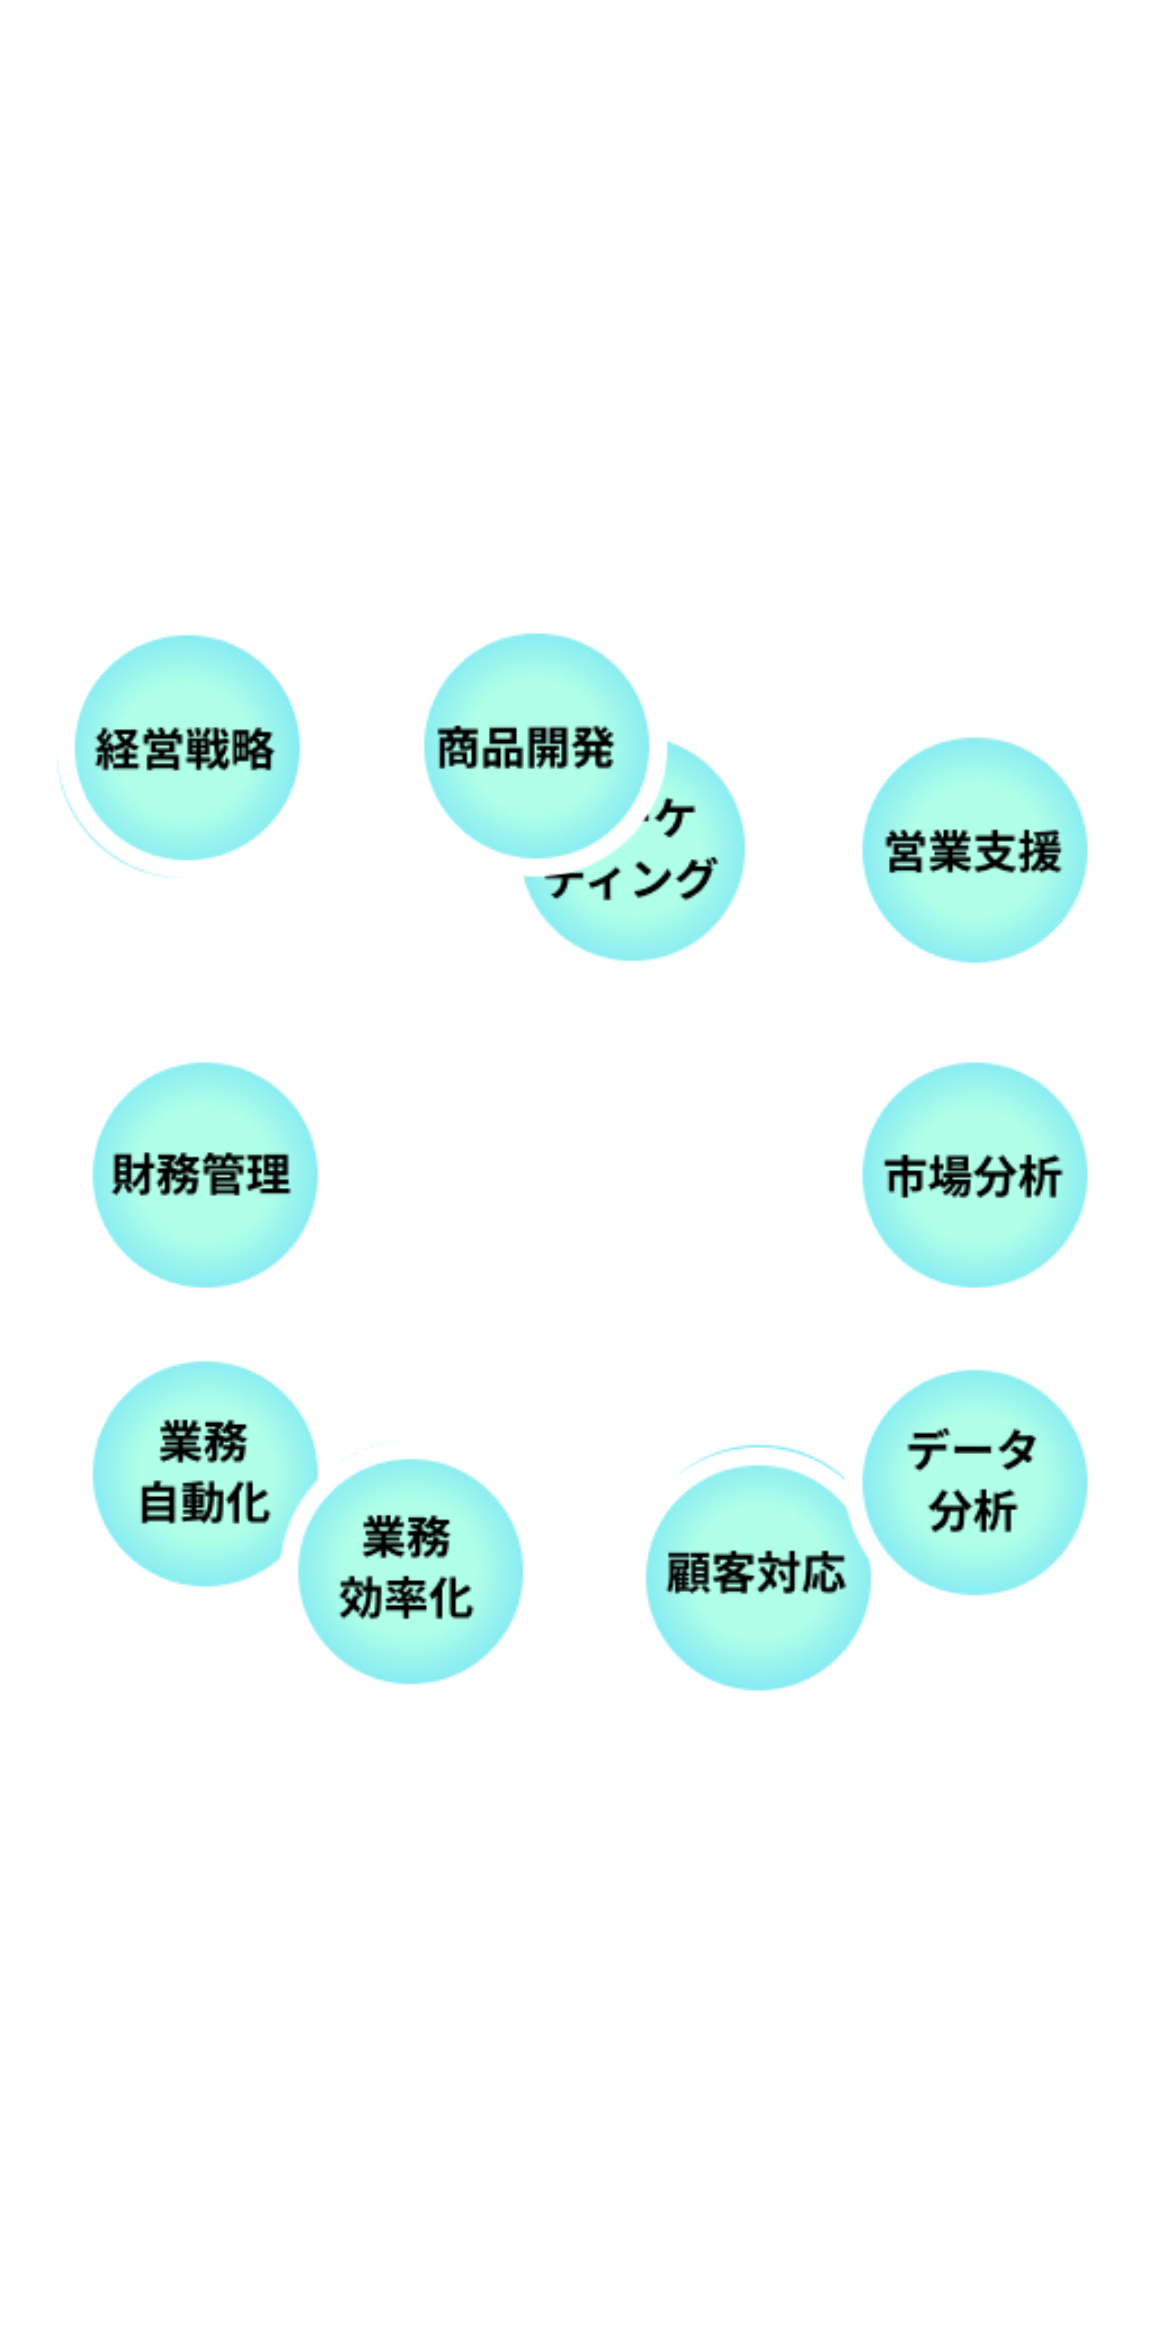 経営戦略
商品開発
ケ
ティング
営業支援
財務管理
市場分析
業務
自動化
業務
効率化
顧客対応
データ
分析